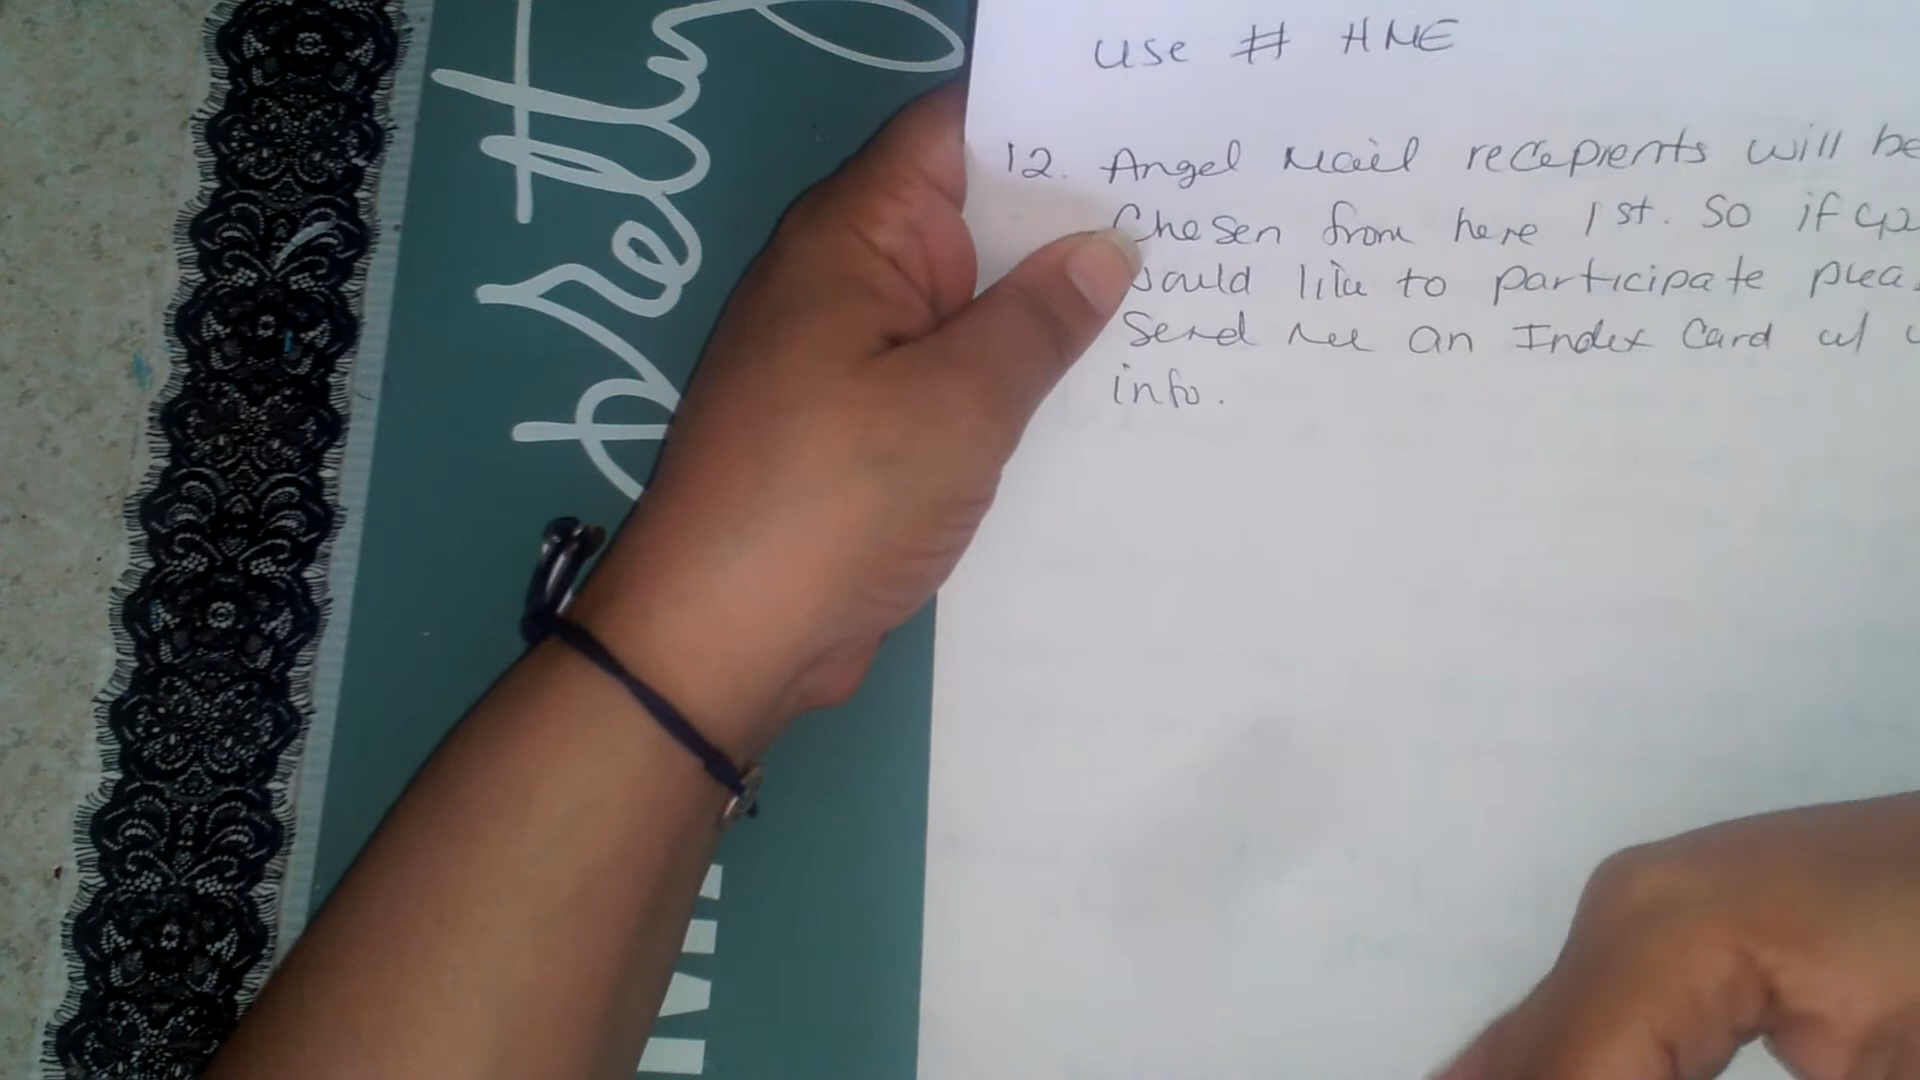 pretty
use # HME
12. Angel Mail recepients will be
Chosen from here 1st. So if
would like to participate
Send me an Index Card w/
info.